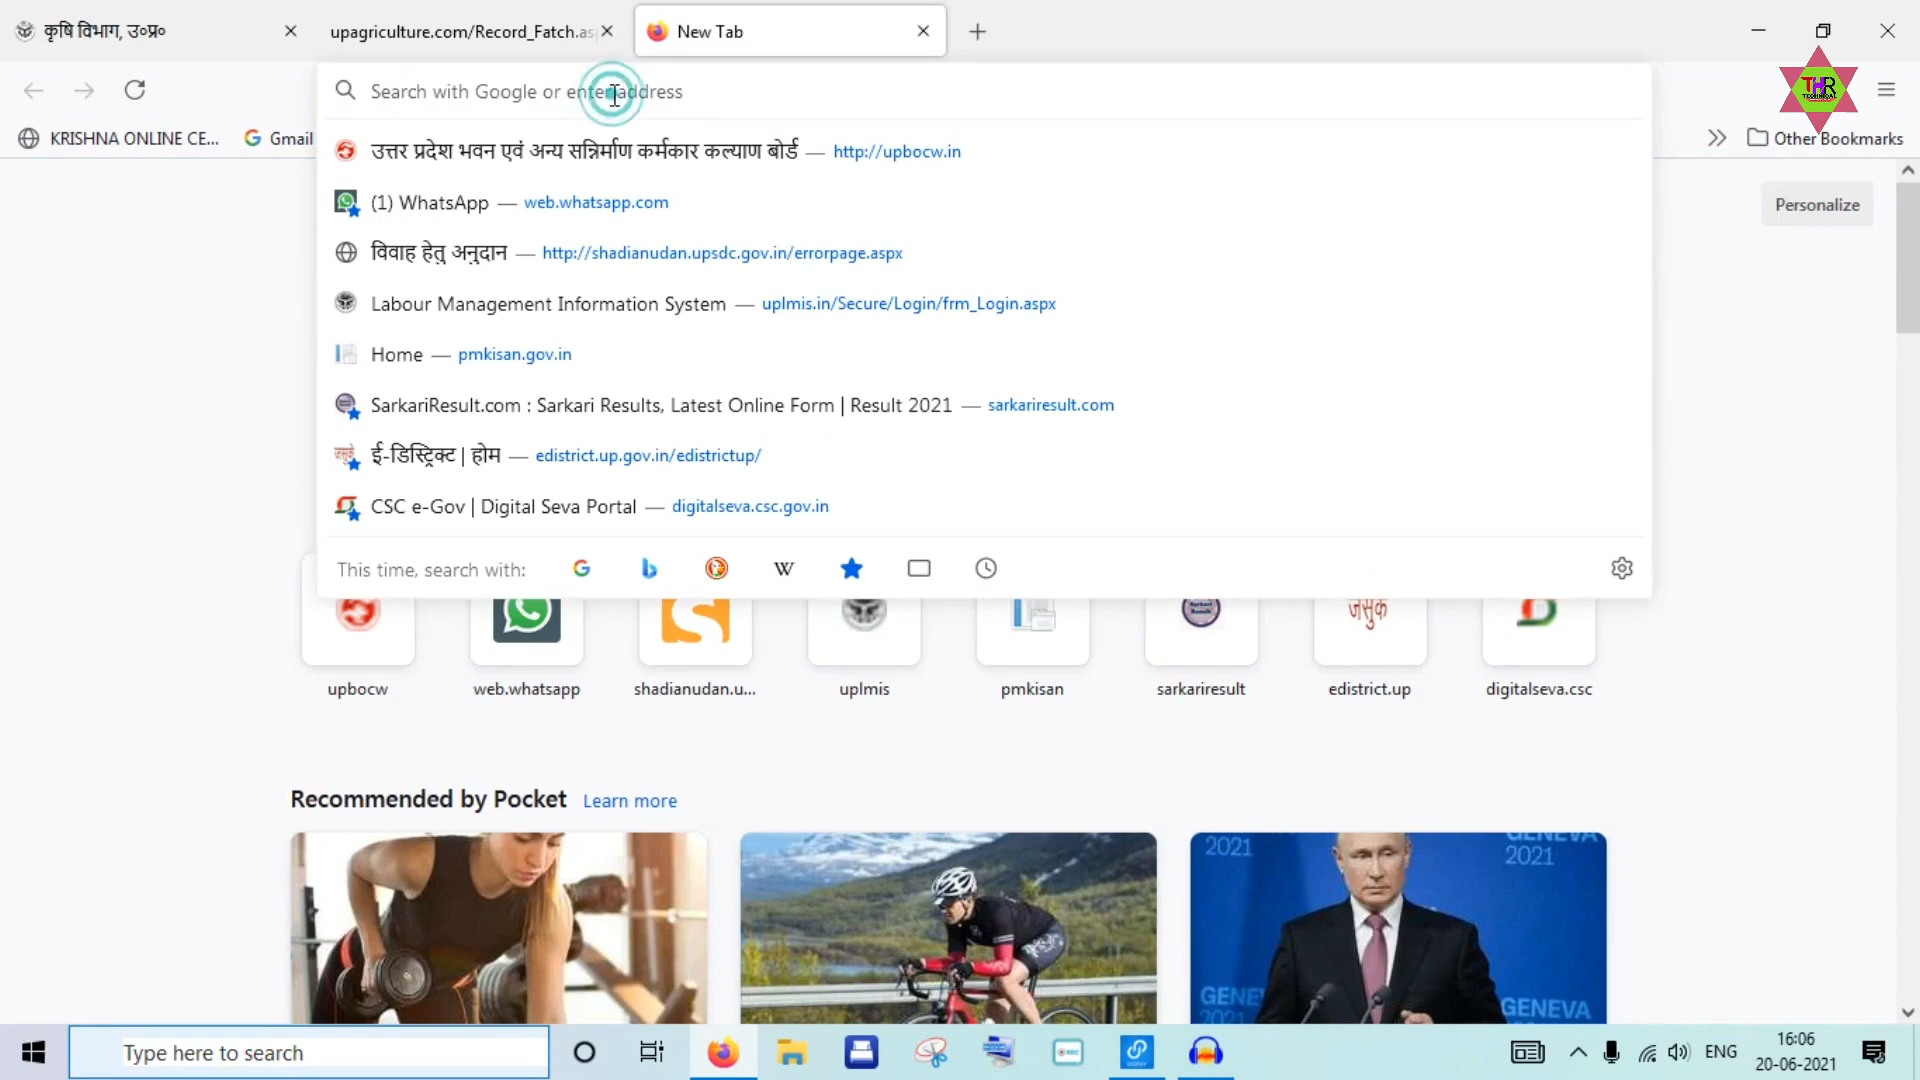 कृषि विभाग, उ०प्र०
upagriculture.com/Record_Fatch.as
New Tab
Search with Google or enter address
THR
TECHNICAL
KRISHNA ONLINE CE...
Gmail
Other Bookmarks
उत्तर प्रदेश भवन एवं अन्य सन्निर्माण कर्मकार कल्याण बोर्ड — http://upbocw.in
Personalize
(1) WhatsApp — web.whatsapp.com
विवाह हेतु अनुदान — http://shadianudan.upsdc.gov.in/errorpage.aspx
Labour Management Information System — uplmis.in/Secure/Login/frm_Login.aspx
Home — pmkisan.gov.in
SarkariResult.com : Sarkari Results, Latest Online Form | Result 2021 — sarkariresult.com
ई-डिस्ट्रिक्ट | होम — edistrict.up.gov.in/edistrictup/
CSC e-Gov | Digital Seva Portal — digitalseva.csc.gov.in
This time, search with:
upbocw
web.whatsapp
shadianudan.u...
uplmis
pmkisan
sarkariresult
edistrict.up
digitalseva.csc
Recommended by Pocket
Learn more
2021
GENEVA
2021
GENEVA
2021
GENEVA
2021
Type here to search
ENG
16:06
20-06-2021